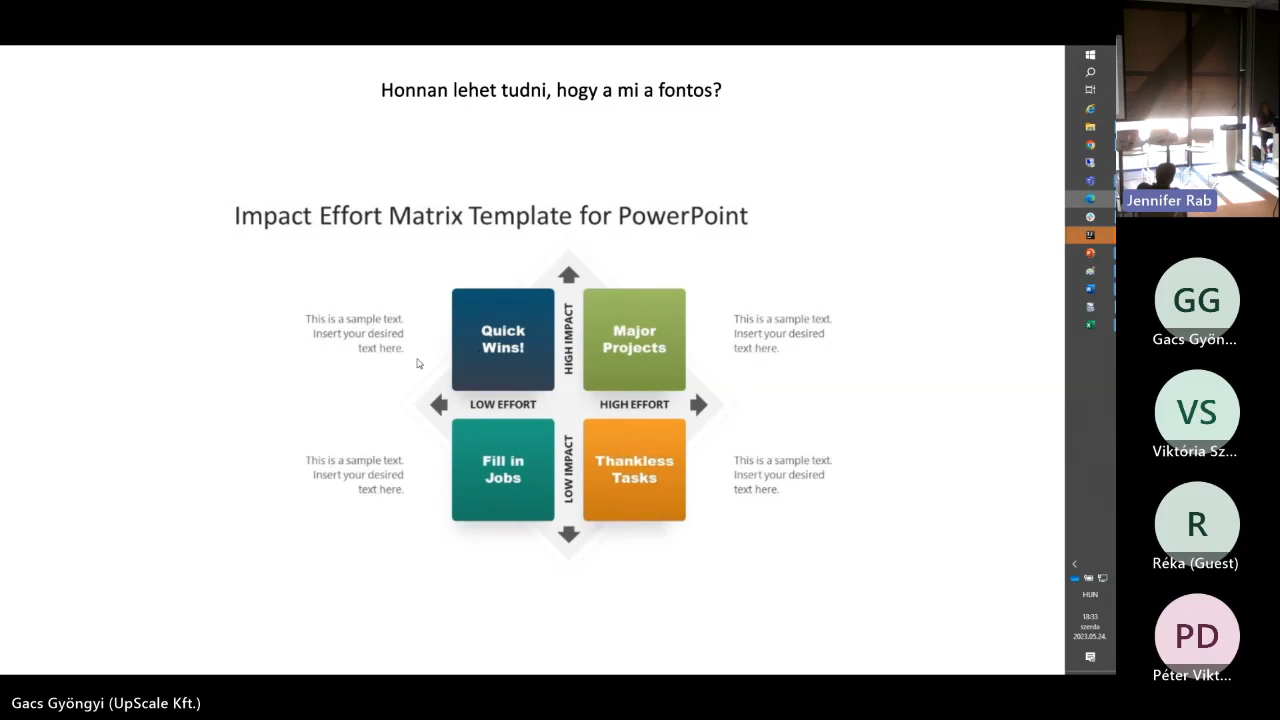 Honnan lehet tudni, hogy a mi a fontos?
Impact Effort Matrix Template for PowerPoint
This is a sample text.
Insert your desired
text here.
Quick
Wins!
HIGH IMPACT
Major
Projects
This is a sample text.
Insert your desired
text here.
LOW EFFORT
HIGH EFFORT
This is a sample text.
Insert your desired
text here.
Fill in
Jobs
LOW IMPACT
Thankless
Tasks
This is a sample text.
Insert your desired
text here.
HUN
18:33
szerda
2023.05.24.
Jennifer Rab
GG
Gacs Gyön...
VS
Viktória Sz...
R
Réka (Guest)
PD
Péter Vikt...
Gacs Gyöngyi (UpScale Kft.)